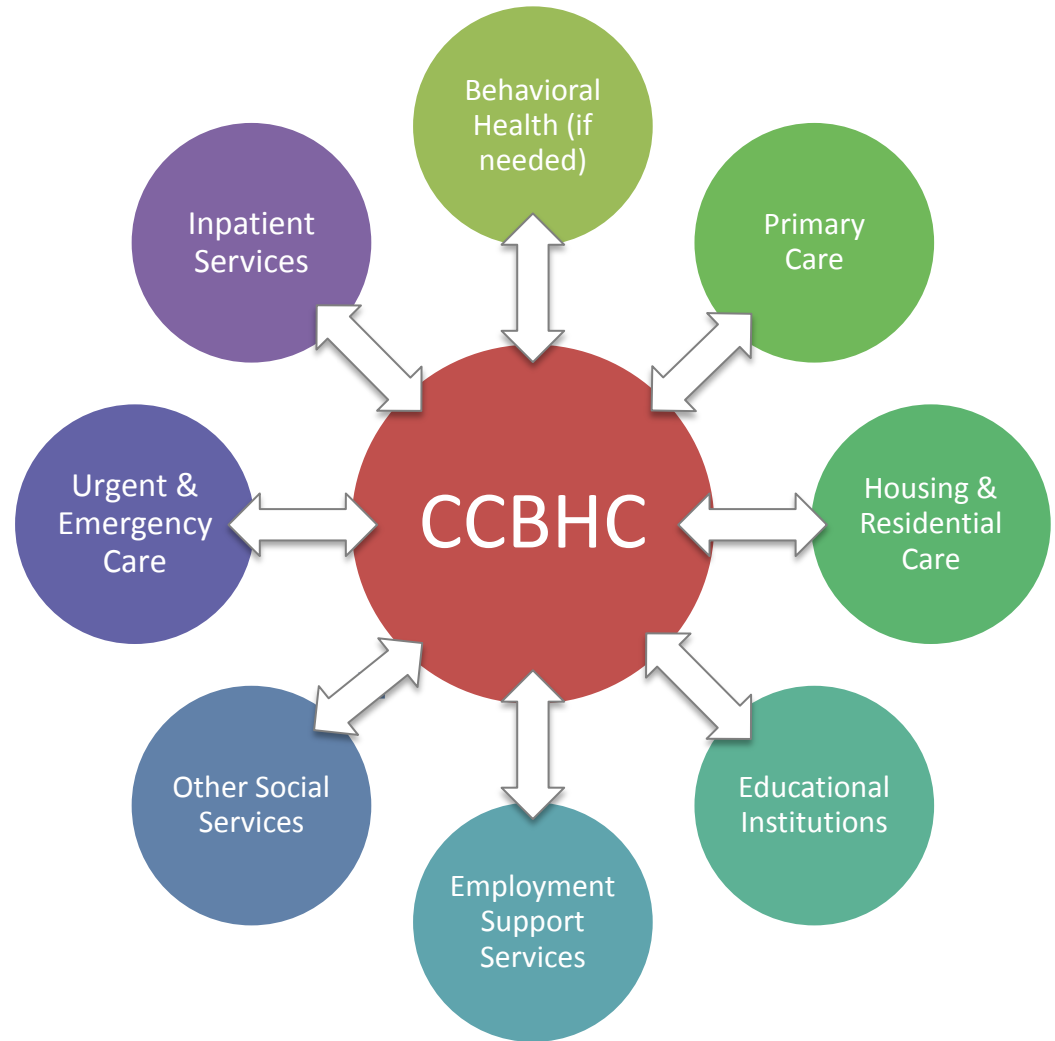 Behavioral
Health (if
needed)
Inpatient
Services
Primary
Care
Urgent &
Emergency
Care
CCBHC
Housing &
Residential
Care
Other Social
Services
Educational
Institutions
Employment
Support
Services